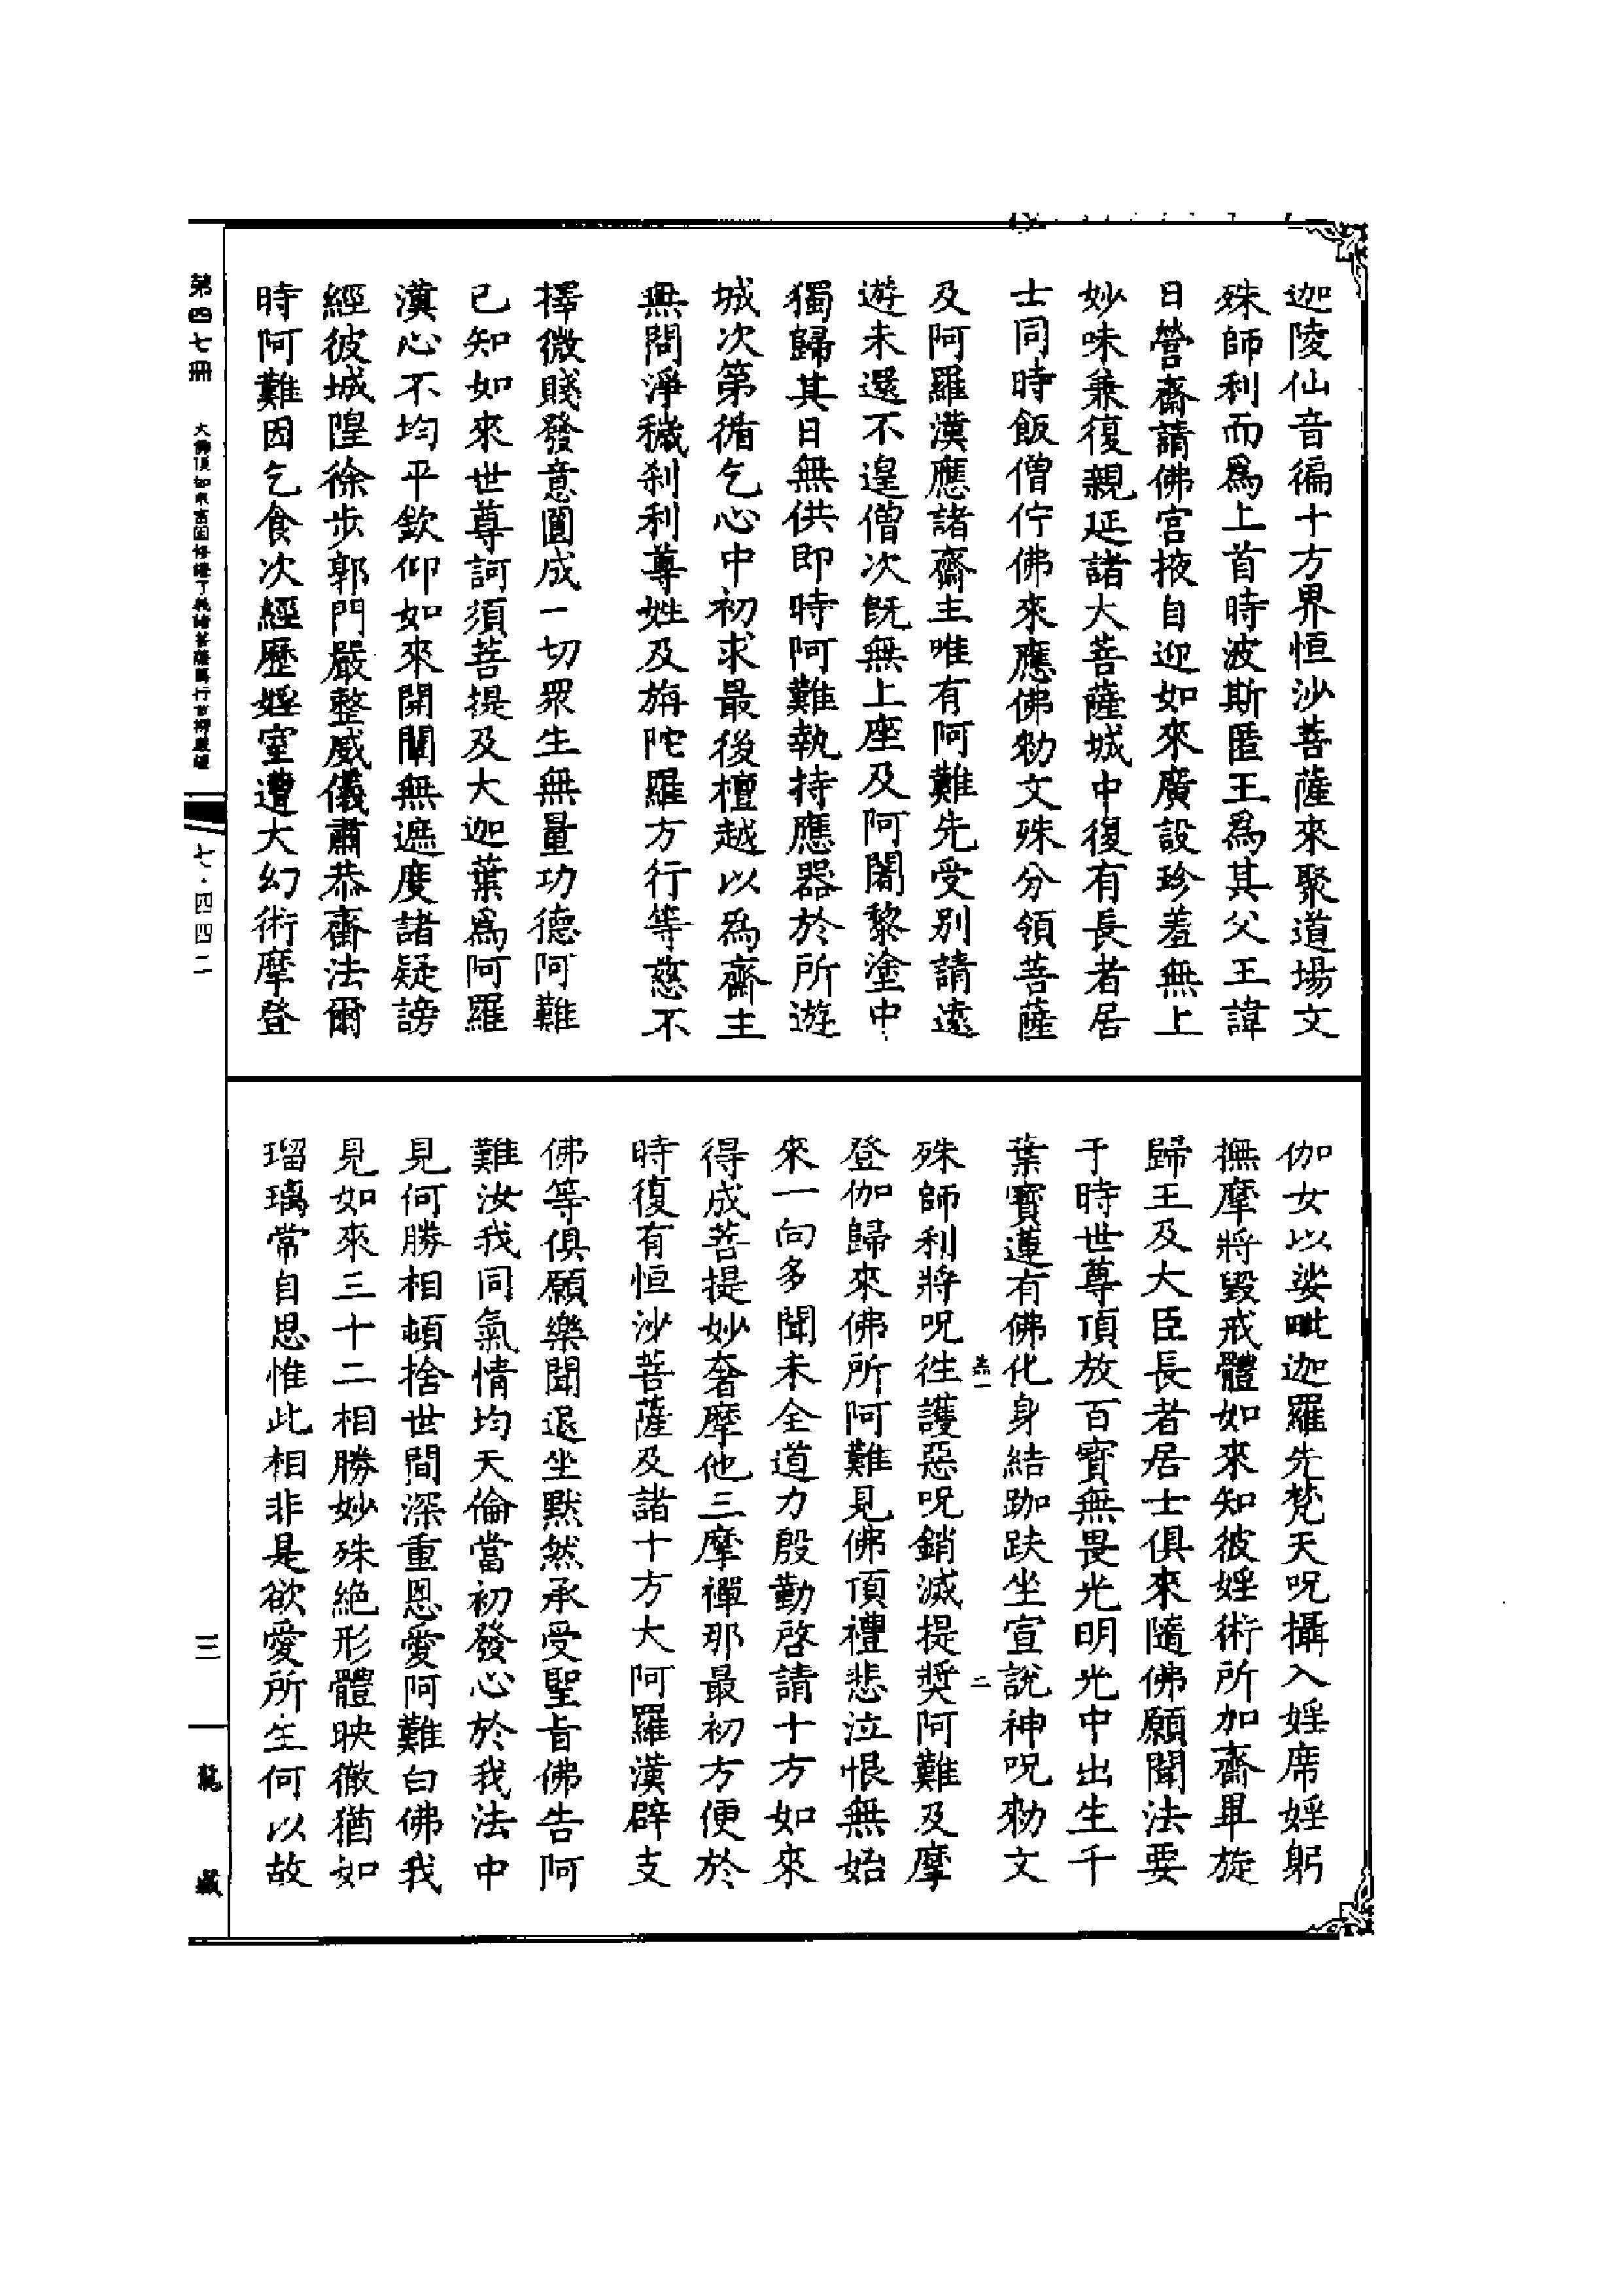 迦陵仙音徧十方界恒沙菩薩來聚道場文
殊師利而爲上首時波斯匿王爲其父王諱
日營齋請佛宮掖自迎如來廣設珍羞無上
妙味兼復親延諸大菩薩城中復有長者居
士同時飯僧佇佛來應佛勑文殊分領菩薩
及阿羅漢應諸齋主唯有阿難先受別請遠
遊未還不遑僧次旣無上座及阿闍黎塗中
獨歸其日無供即時阿難執持應器於所遊
城次第循乞心中初求最後檀越以爲齋主
無問淨穢刹利尊姓及旃陀羅方行等慈不
擇微賤發意圓成一切眾生無量功德阿難
已知如來世尊訶須菩提及大迦葉爲阿羅
漢心不均平欽仰如來開闡無遮度諸疑謗
經彼城隍徐步郭門嚴整威儀肅恭齋法爾
時阿難因乞食次經歷婬室遭大幻術摩登
伽女以娑毗迦羅先梵天呪攝入婬席婬躬
撫摩將毀戒體如來知彼婬術所加齋畢旋
歸王及大臣長者居士俱來隨佛願聞法要
于時世尊頂放百寶無畏光明光中出生千
葉寶蓮有佛化身結跏趺坐宣說神呪勑文
二
殊師利將呪往護惡呪銷滅提奬阿難及摩
登伽歸來佛所阿難見佛頂禮悲泣恨無始
來一向多聞未全道力殷勤啓請十方如來
得成菩提妙奢摩他三摩禪那最初方便於
時復有恒沙菩薩及諸十方大阿羅漢辟支
佛等俱願樂聞退坐默然承受聖旨佛告阿
難汝我同氣情均天倫當初發心於我法中
見何勝相頓捨世間深重恩愛阿難白佛我
見如來三十二相勝妙殊絶形體映徹猶如
瑠璃常自思惟此相非是欲愛所生何以故
第四七冊
大佛頂如來密因修證了義諸菩薩萬行首楞嚴經
七·四四二
三
龍藏